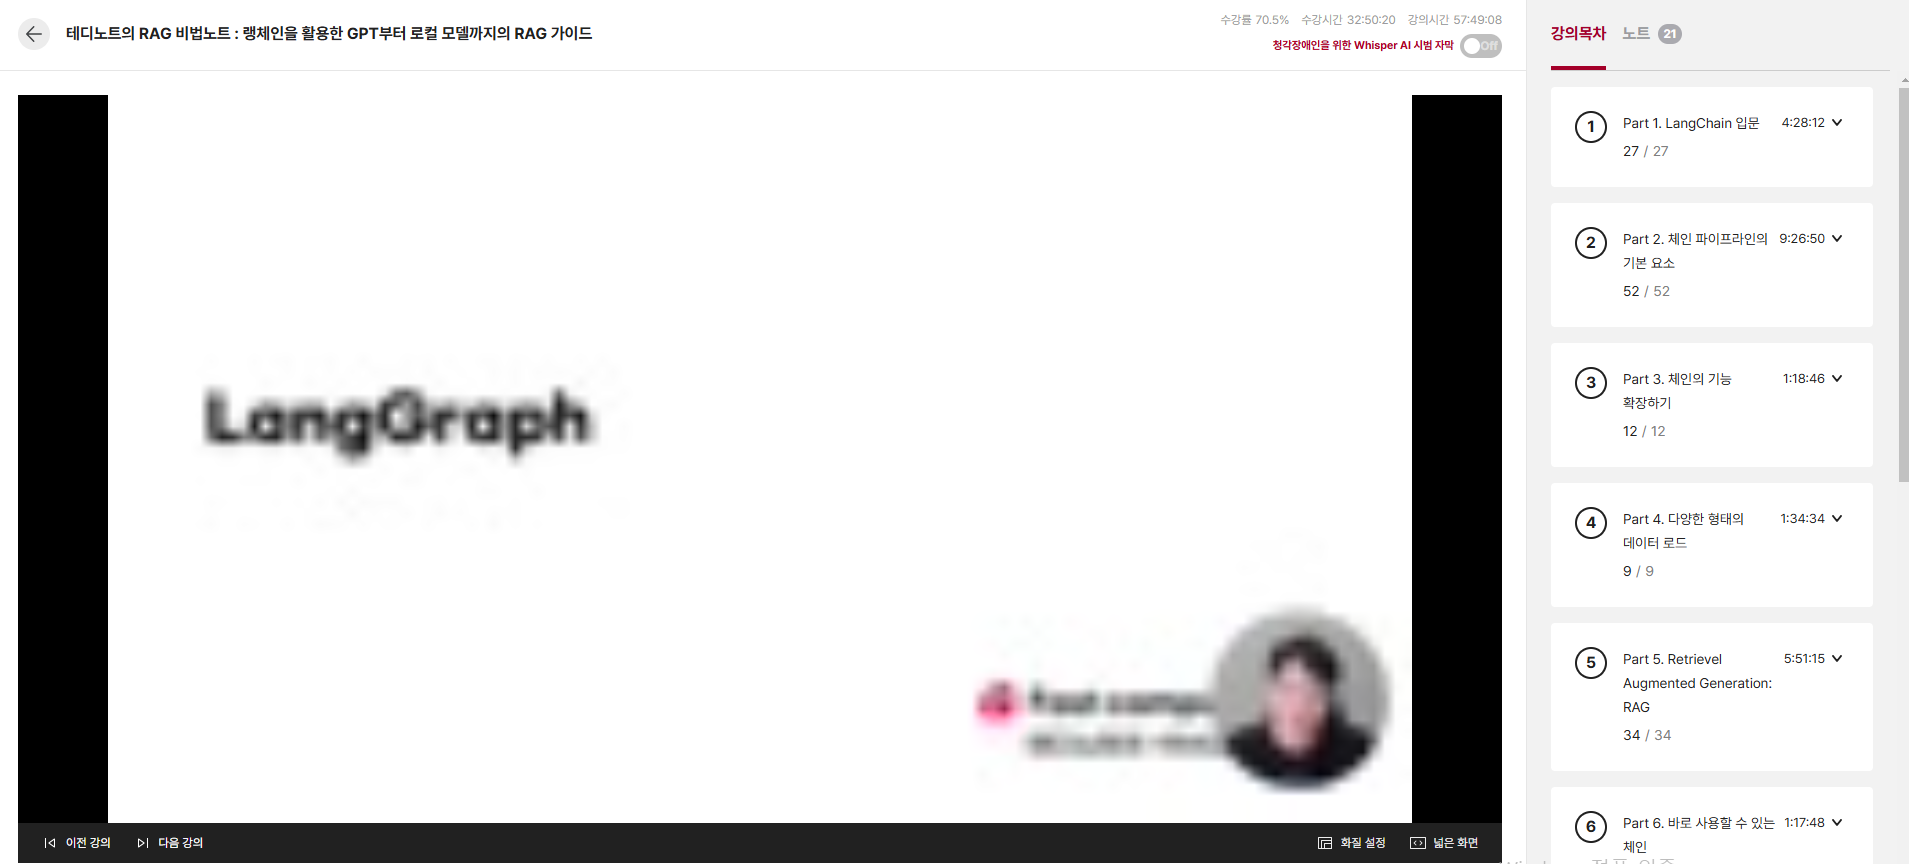 테디노트의 RAG 비법노트 : 랭체인을 활용한 GPT부터 로컬 모델까지의 RAG 가이드
수강률 70.5% 수강시간 32:50:20 강의시간 57:49:08
청각장애인을 위한 Whisper AI 시범 자막 Off
LangGraph
fast campus
이전 강의 다음 강의 화질 설정 넓은 화면
강의목차 노트 21
1 Part 1. LangChain 입문 4:28:12
27 / 27
2 Part 2. 체인 파이프라인의 9:26:50
기본 요소
52 / 52
3 Part 3. 체인의 기능 1:18:46
확장하기
12 / 12
4 Part 4. 다양한 형태의 1:34:34
데이터 로드
9 / 9
5 Part 5. Retrievel 5:51:15
Augmented Generation:
RAG
34 / 34
6 Part 6. 바로 사용할 수 있는 1:17:48
체인